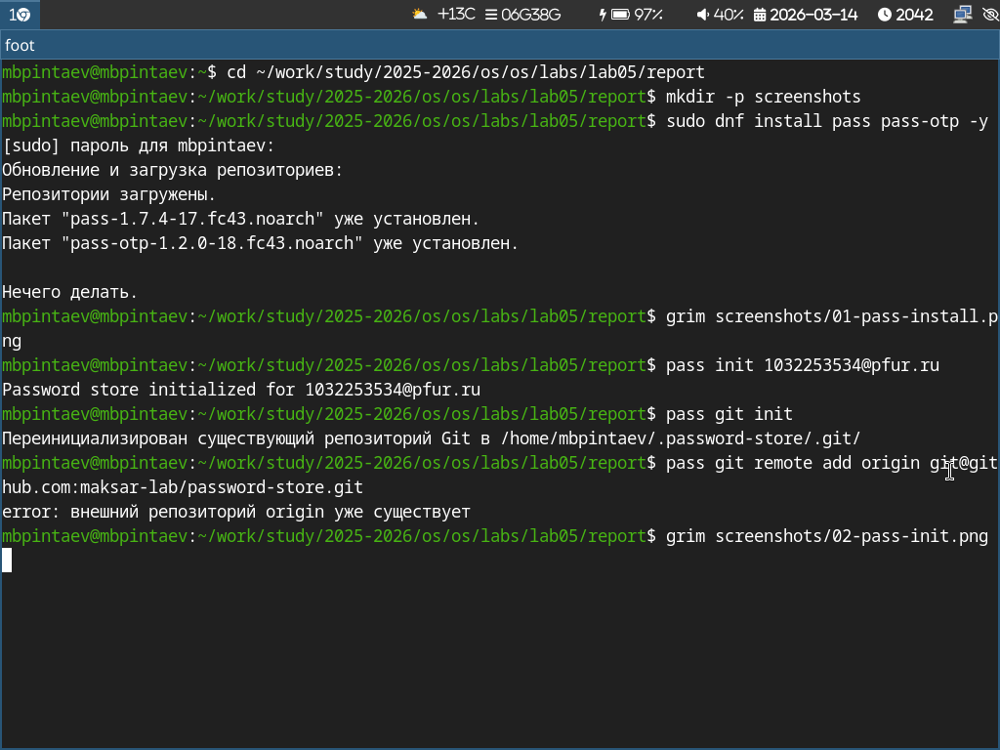 1 +13C 06G38G 97% 40% 2026-03-14 2042
foot
mbpintaev@mbpintaev:~$ cd ~/work/study/2025-2026/os/os/labs/lab05/report
mbpintaev@mbpintaev:~/work/study/2025-2026/os/os/labs/lab05/report$ mkdir -p screenshots
mbpintaev@mbpintaev:~/work/study/2025-2026/os/os/labs/lab05/report$ sudo dnf install pass pass-otp -y
[sudo] пароль для mbpintaev:
Обновление и загрузка репозиториев:
Репозитории загружены.
Пакет "pass-1.7.4-17.fc43.noarch" уже установлен.
Пакет "pass-otp-1.2.0-18.fc43.noarch" уже установлен.
Нечего делать.
mbpintaev@mbpintaev:~/work/study/2025-2026/os/os/labs/lab05/report$ grim screenshots/01-pass-install.p
ng
mbpintaev@mbpintaev:~/work/study/2025-2026/os/os/labs/lab05/report$ pass init 1032253534@pfur.ru
Password store initialized for 1032253534@pfur.ru
mbpintaev@mbpintaev:~/work/study/2025-2026/os/os/labs/lab05/report$ pass git init
Переинициализирован существующий репозиторий Git в /home/mbpintaev/.password-store/.git/
mbpintaev@mbpintaev:~/work/study/2025-2026/os/os/labs/lab05/report$ pass git remote add origin git@git
hub.com:maksar-lab/password-store.git
error: внешний репозиторий origin уже существует
mbpintaev@mbpintaev:~/work/study/2025-2026/os/os/labs/lab05/report$ grim screenshots/02-pass-init.png